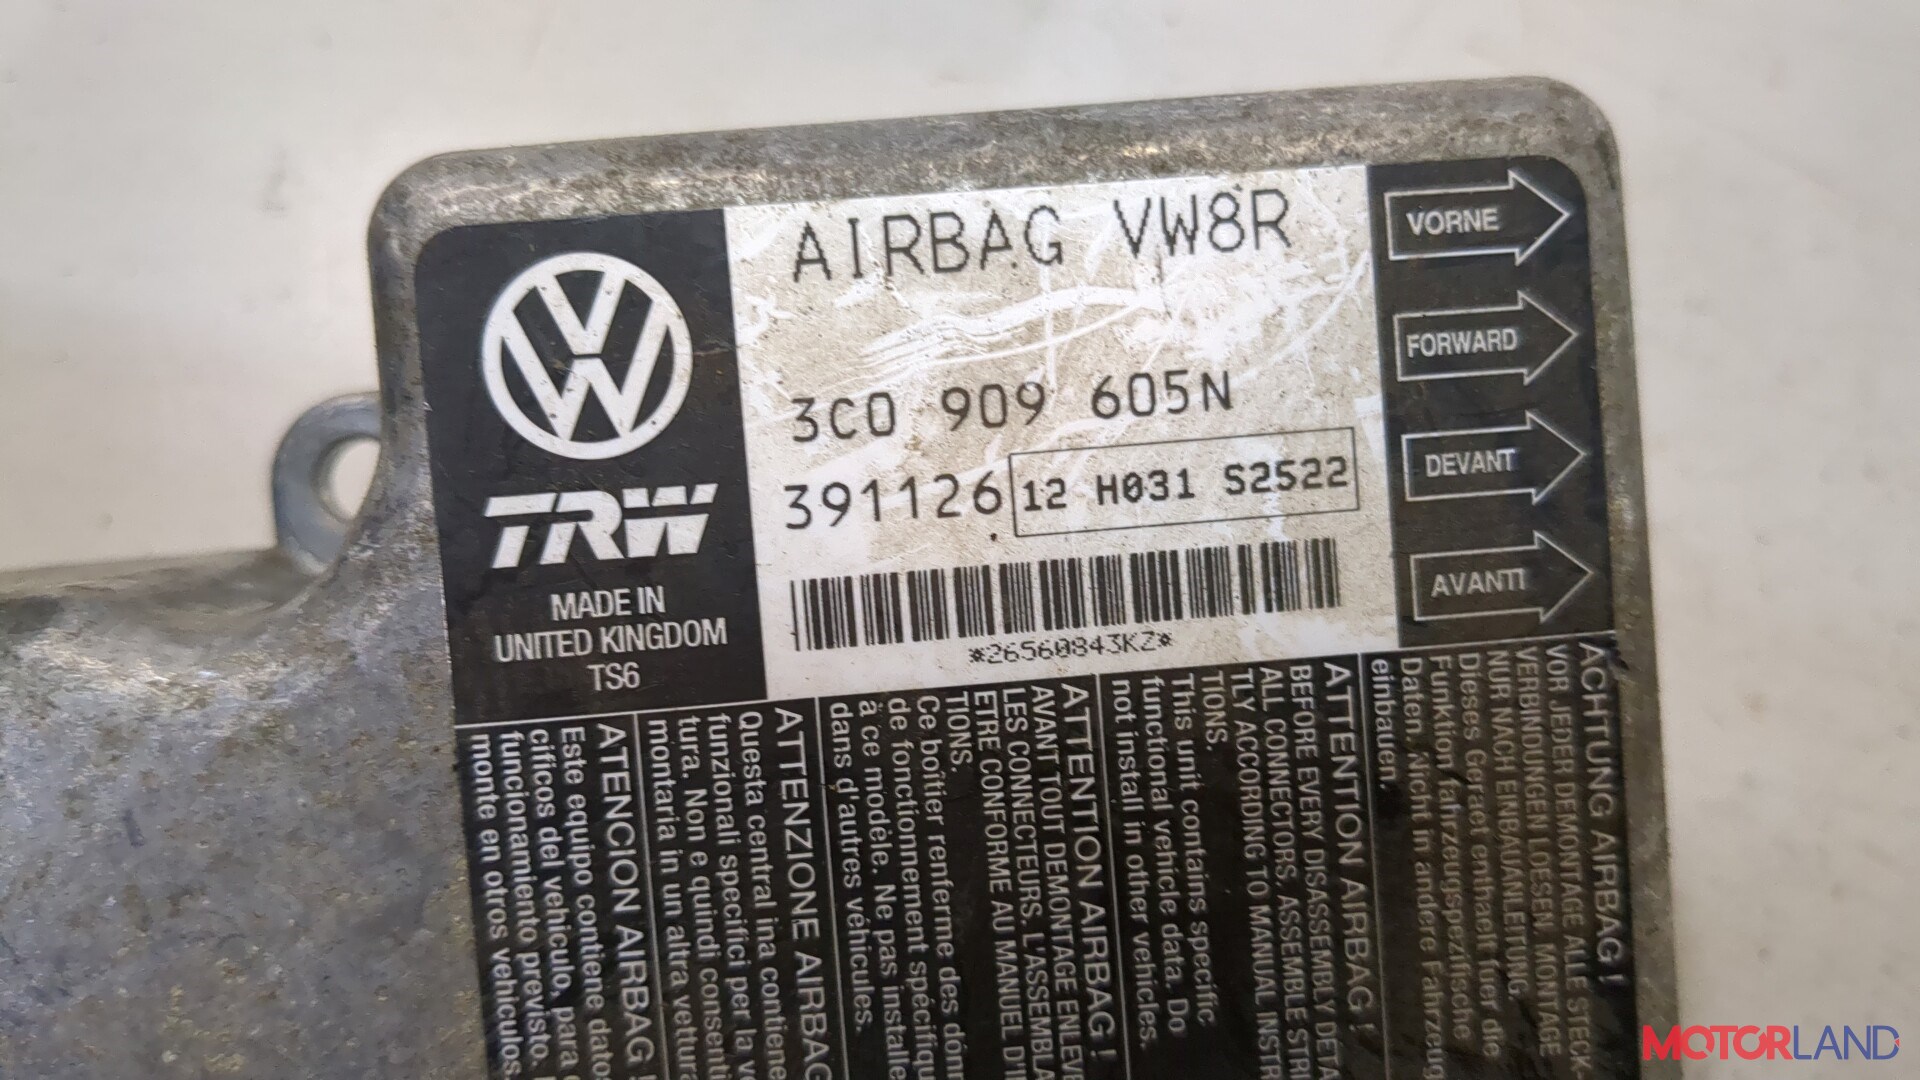 AIRBAG VW8R
3C0 909 605N
391126 12 H031 S2522
*26560843KZ*
TRW
MADE IN
UNITED KINGDOM
TS6
VORNE
FORWARD
DEVANT
AVANTI
ACHTUNG AIRBAG!
VOR JEDER DEMONTAGE ALLE STECK-
VERBINDUNGEN LOESEN, MONTAGE
NUR NACH EINBAUANLEITUNG
Dieses Geraet enthaelt fuer de
Funktion fahrzeugspezifische
Daten. Nicht in andere Fahrzeug
einbauen.
ATTENTION AIRBAG!
BEFORE EVERY DISASSEMBLY DETA
ALL CONNECTORS. ASSEMBLE STRI
TLY ACCORDING TO MANUAL INSTR
TIONS.
This unit contains specific
functional vehicle data. Do
not install in other vehicles.
ATTENTION AIRBAG!
AVANT TOUT DEMONTAGE ENLEVE
LES CONNECTEURS. L'ASSEMBLA
ETRE CONFORME AU MANUEL D'I
TIONS.
Ce boîtier renferme des donn
de fonctionnement spécifiqu
à ce modèle. Ne pas installe
dans d'autres véhicules.
ATTENZIONE AIRBAG
Questa central ina contiene
funzionali specifici per la ve
tura. Non e quindi consenti
montaria in un altra vettura
ATENCION AIRBAG!
Este equipo contiene datos
cificos del vehiculo, para
funcionamiento previsto.
monte en otros vehiculos.
MOTORLAND